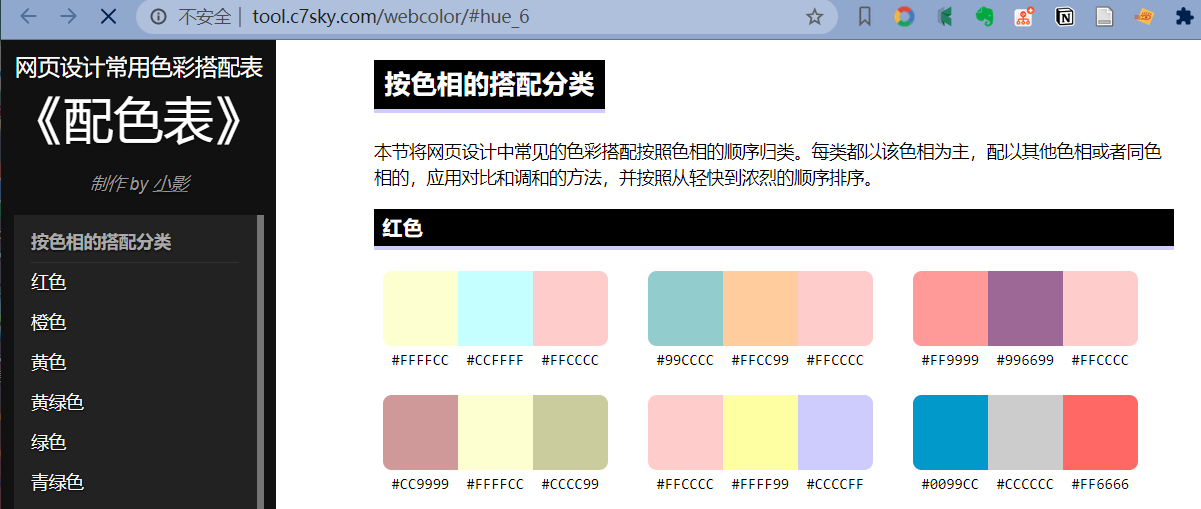 不安全 | tool.c7sky.com/webcolor/#hue_6
网页设计常用色彩搭配表
《配色表》
制作 by 小影
按色相的搭配分类
红色
橙色
黄色
黄绿色
绿色
青绿色
按色相的搭配分类
本节将网页设计中常见的色彩搭配按照色相的顺序归类。每类都以该色相为主，配以其他色相或者同色
相的，应用对比和调和的方法，并按照从轻快到浓烈的顺序排序。
红色
#FFFFCC #CCFFFF #FFCCCC #99CCCC #FFCC99 #FFCCCC #FF9999 #996699 #FFCCCC
#CC9999 #FFFFCC #CCCC99 #FFCCCC #FFFF99 #CCCCFF #0099CC #CCCCCC #FF6666